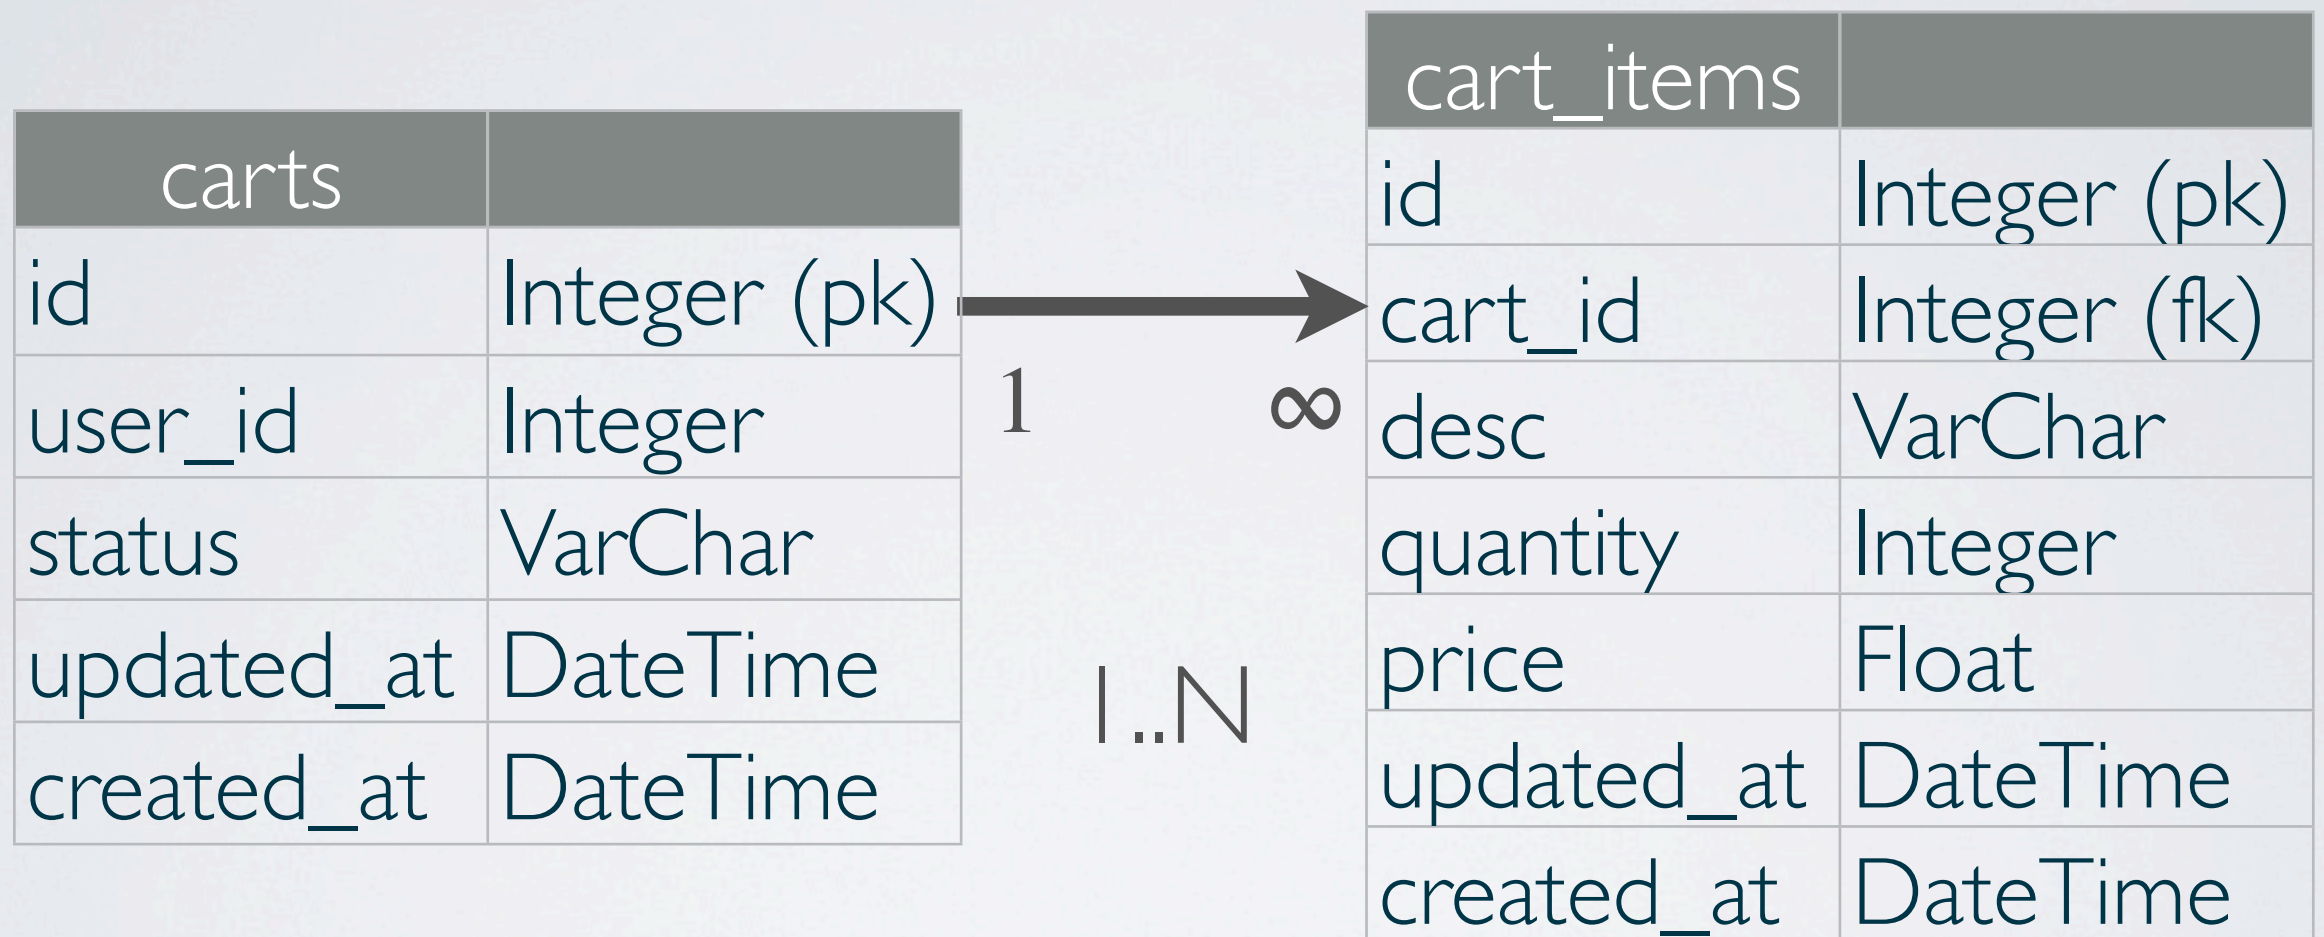 carts
id Integer (pk)
user_id Integer
status VarChar
updated_at DateTime
created_at DateTime
1 ∞
1..N
cart_items
id Integer (pk)
cart_id Integer (fk)
desc VarChar
quantity Integer
price Float
updated_at DateTime
created_at DateTime